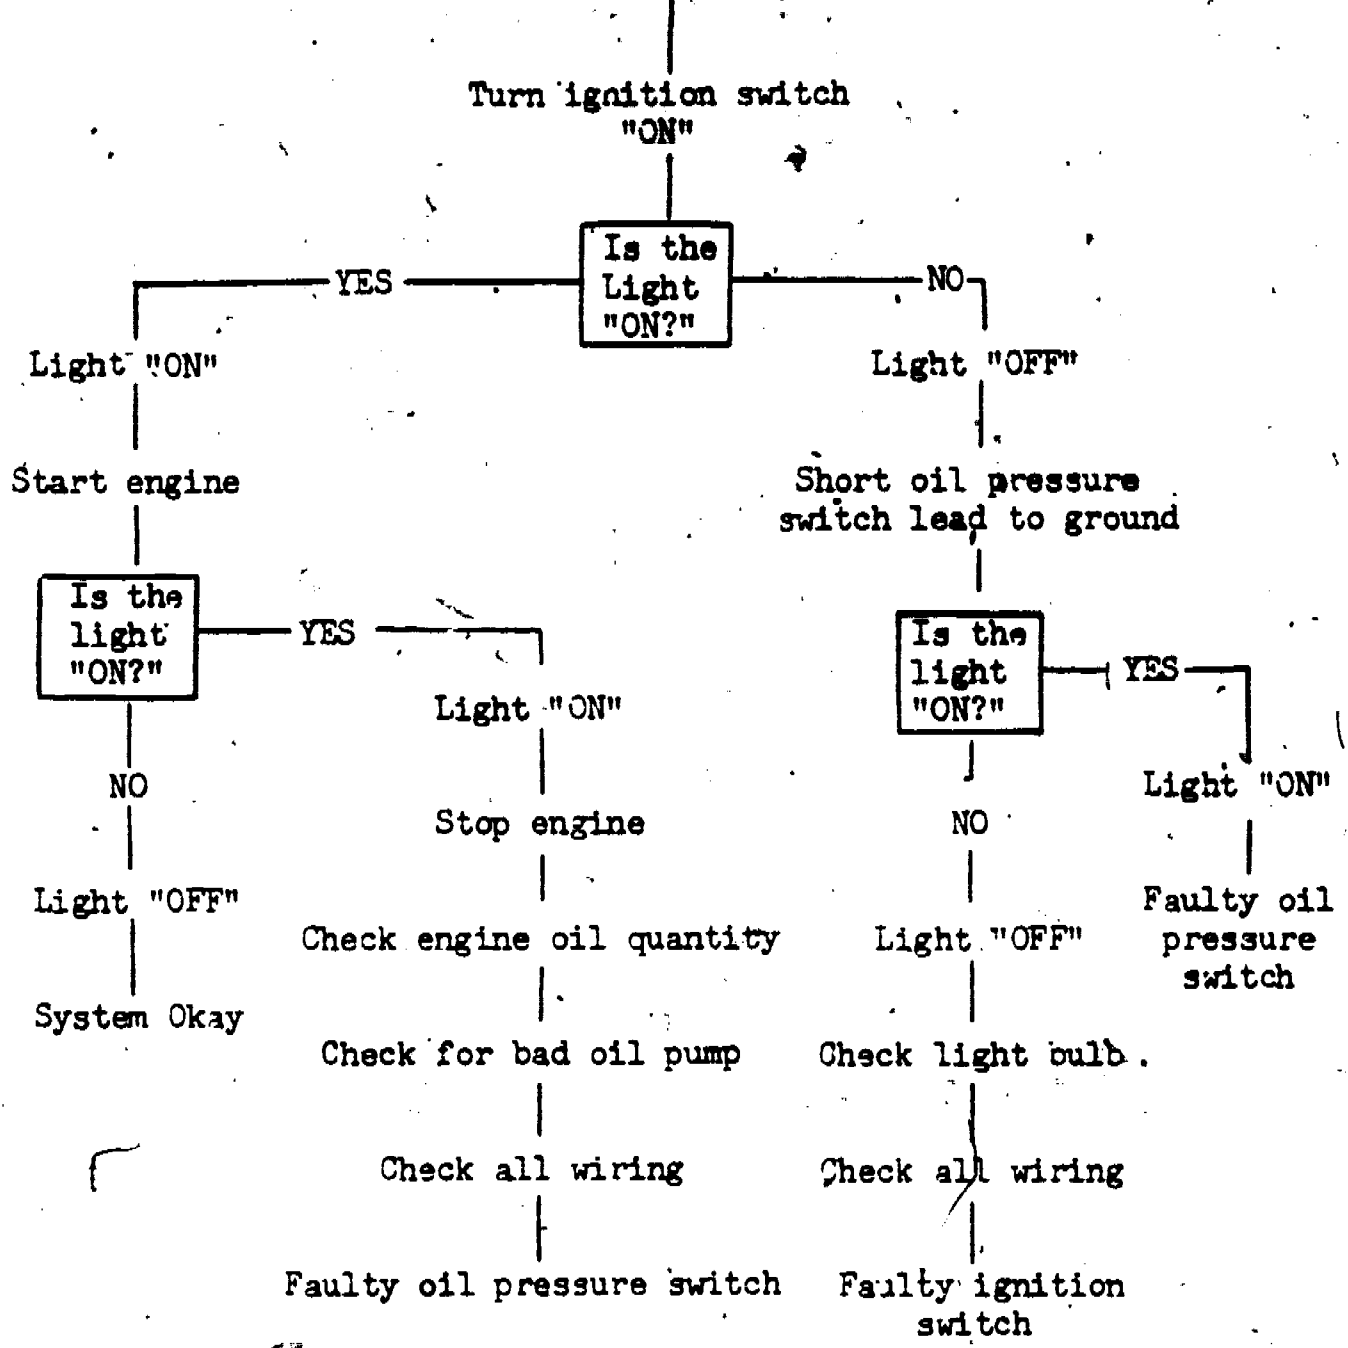 Turn ignition switch
"ON"
Is the
Light
"ON?"
YES
NO
Light "ON"
Light "OFF"
Start engine
Short oil pressure
switch lead to ground
Is the
light
"ON?"
YES
Is the
light
"ON?"
YES
Light "ON"
NO
Light "ON"
Stop engine
NO
Light "OFF"
Faulty oil
pressure
switch
Check engine oil quantity
Light "OFF"
System Okay
Check for bad oil pump
Check light bulb.
Check all wiring
Check all wiring
Faulty oil pressure switch
Faulty ignition
switch